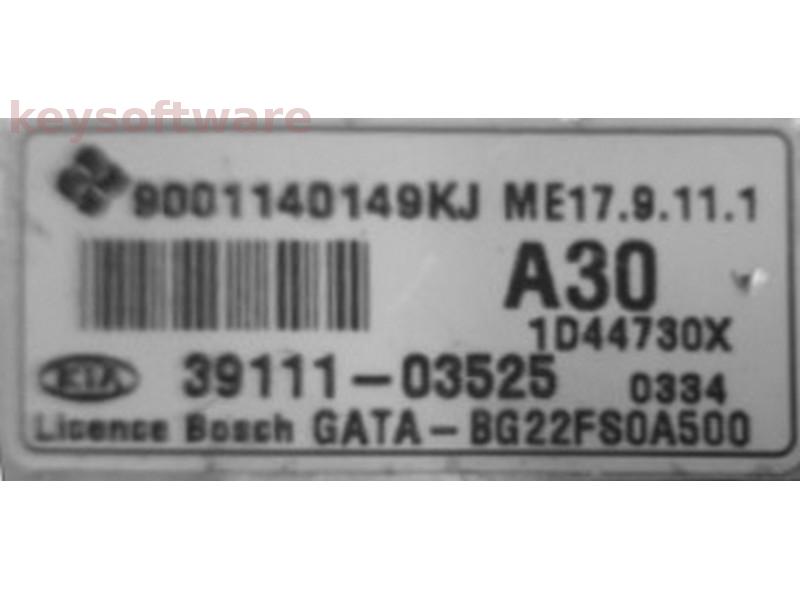 keysoftware
9001140149KJ ME17.9.11.1
A30
1D44730X
KIA 39111-03525 0334
Licence Bosch GATA-BG22FS0A500